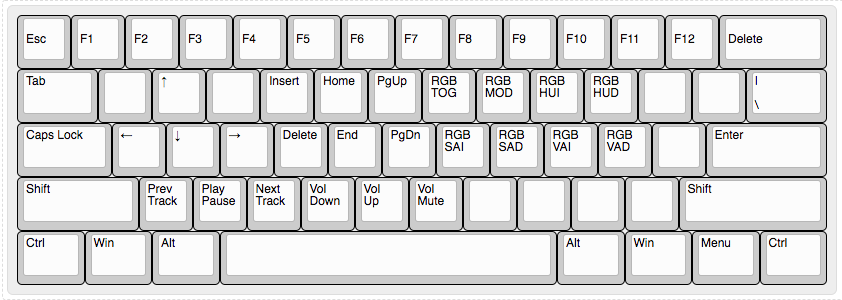 Esc F1 F2 F3 F4 F5 F6 F7 F8 F9 F10 F11 F12 Delete
Tab ↑ Insert Home PgUp RGB RGB RGB RGB |
TOG MOD HUI HUD \
Caps Lock ← ↓ → Delete End PgDn RGB RGB RGB RGB Enter
SAI SAD VAI VAD
Shift Prev Play Next Vol Vol Vol Shift
Track Pause Track Down Up Mute
Ctrl Win Alt Alt Win Menu Ctrl